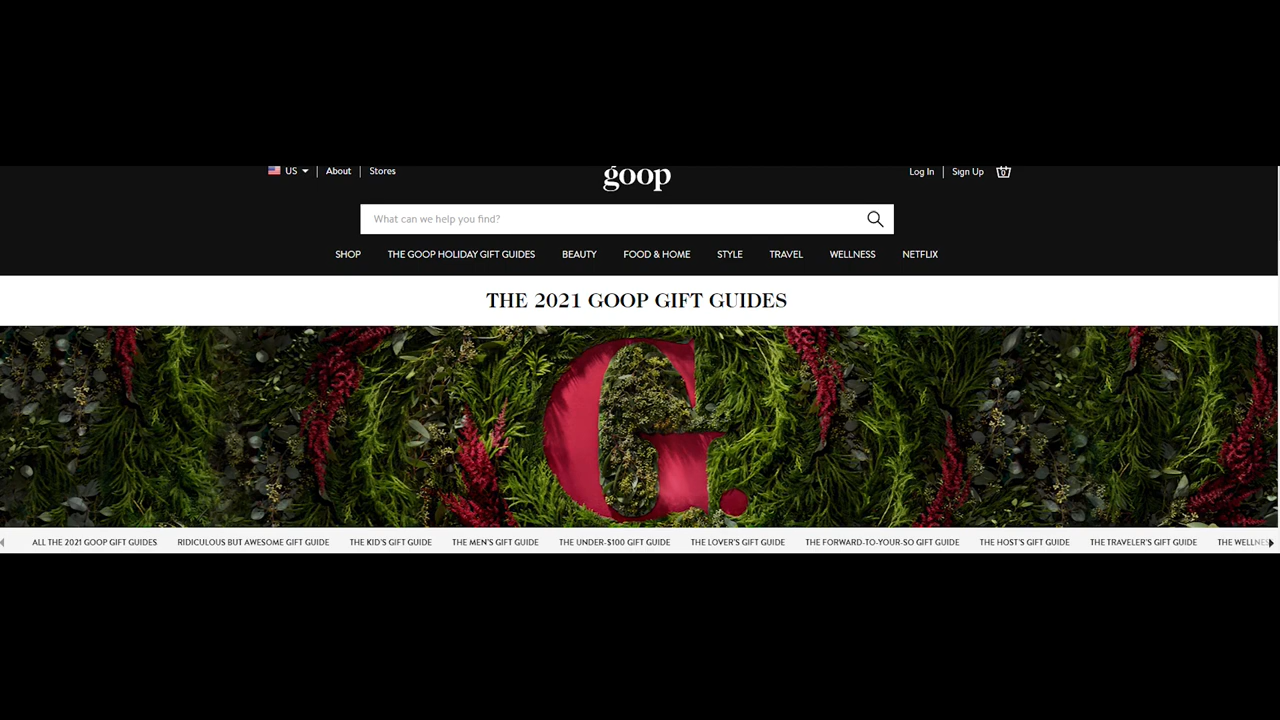 US About Stores
goop
Log In Sign Up 0
What can we help you find?
SHOP THE GOOP HOLIDAY GIFT GUIDES BEAUTY FOOD & HOME STYLE TRAVEL WELLNESS NETFLIX
THE 2021 GOOP GIFT GUIDES
G.
ALL THE 2021 GOOP GIFT GUIDES RIDICULOUS BUT AWESOME GIFT GUIDE THE KID'S GIFT GUIDE THE MEN'S GIFT GUIDE THE UNDER-$100 GIFT GUIDE THE LOVER'S GIFT GUIDE THE FORWARD-TO-YOUR-SO GIFT GUIDE THE HOST'S GIFT GUIDE THE TRAVELER'S GIFT GUIDE THE WELLNES